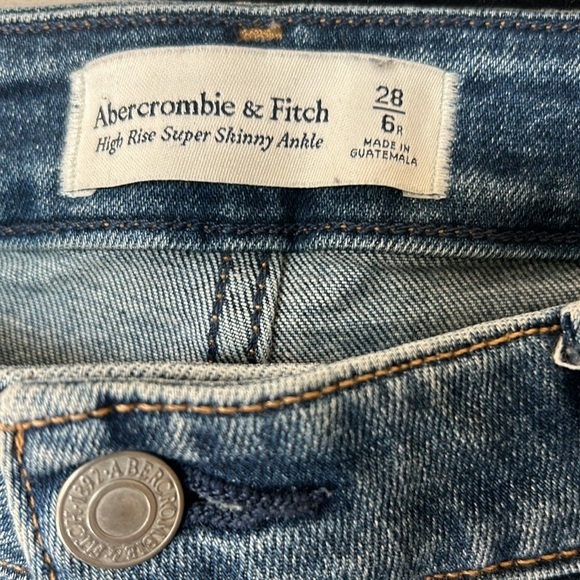 Abercrombie & Fitch
High Rise Super Skinny Ankle
28
6R
MADE IN
GUATEMALA
ABERCROMBIE & FITCH · 1892 ·